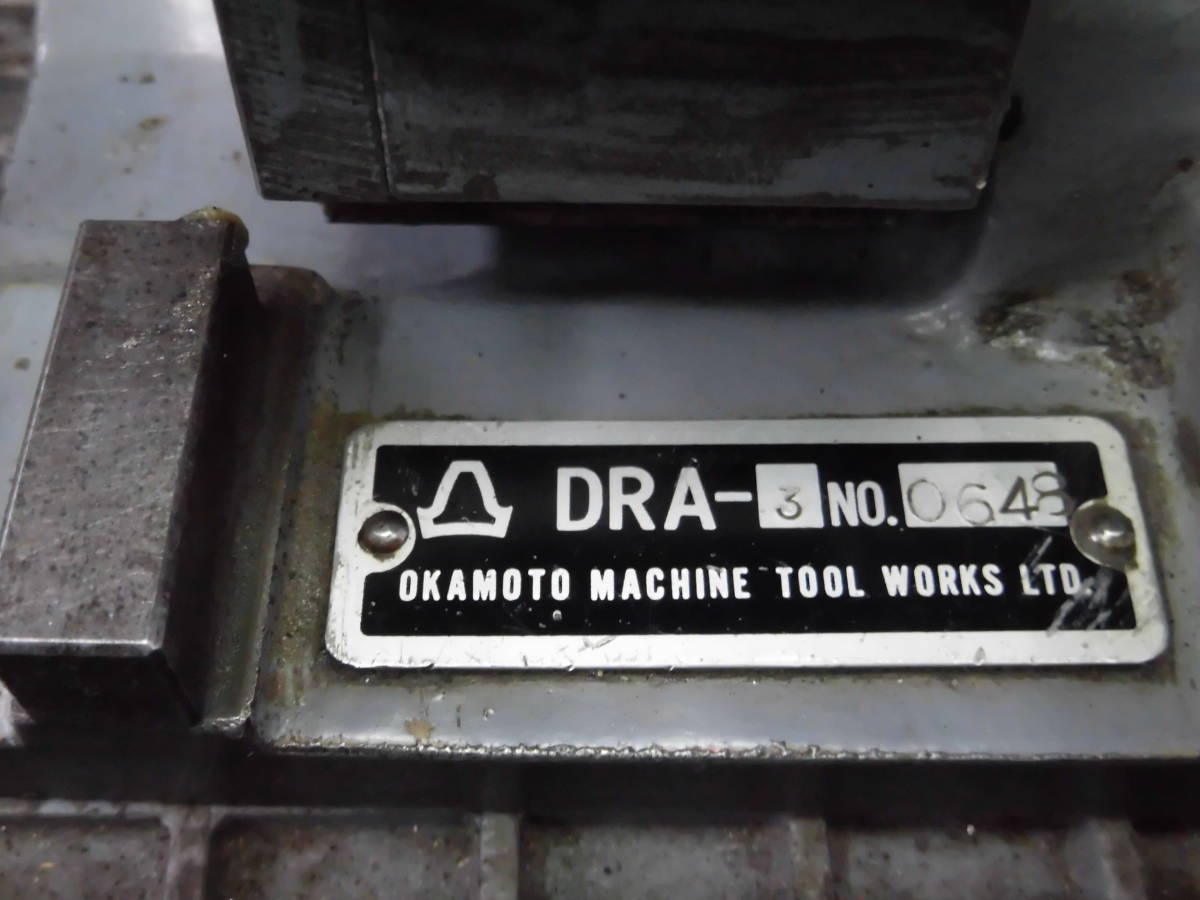 DRA-3 NO. 0648
OKAMOTO MACHINE TOOL WORKS LTD.